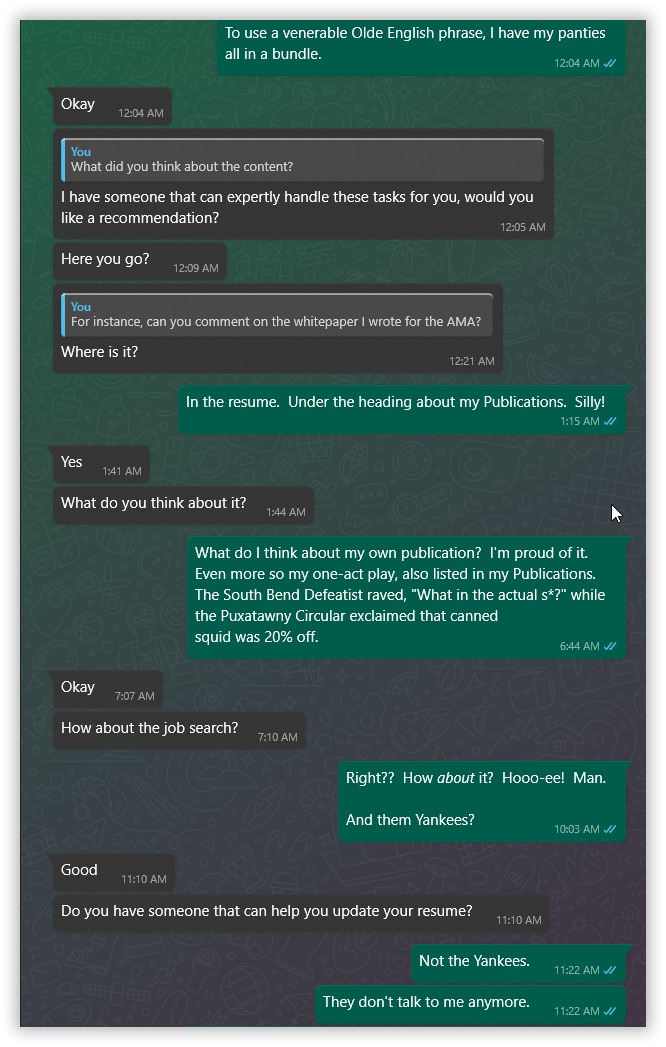 To use a venerable Olde English phrase, I have my panties
all in a bundle.
12:04 AM
Okay
12:04 AM
You
What did you think about the content?
I have someone that can expertly handle these tasks for you, would you
like a recommendation?
12:05 AM
Here you go?
12:09 AM
You
For instance, can you comment on the whitepaper I wrote for the AMA?
Where is it?
12:21 AM
In the resume.  Under the heading about my Publications.  Silly!
1:15 AM
Yes
1:41 AM
What do you think about it?
1:44 AM
What do I think about my own publication?  I'm proud of it.
Even more so my one-act play, also listed in my Publications.
The South Bend Defeatist raved, "What in the actual s*?" while
the Puxatawny Circular exclaimed that canned
squid was 20% off.
6:44 AM
Okay
7:07 AM
How about the job search?
7:10 AM
Right??  How about it?  Hooo-ee!  Man.
And them Yankees?
10:03 AM
Good
11:10 AM
Do you have someone that can help you update your resume?
11:10 AM
Not the Yankees.
11:22 AM
They don't talk to me anymore.
11:22 AM